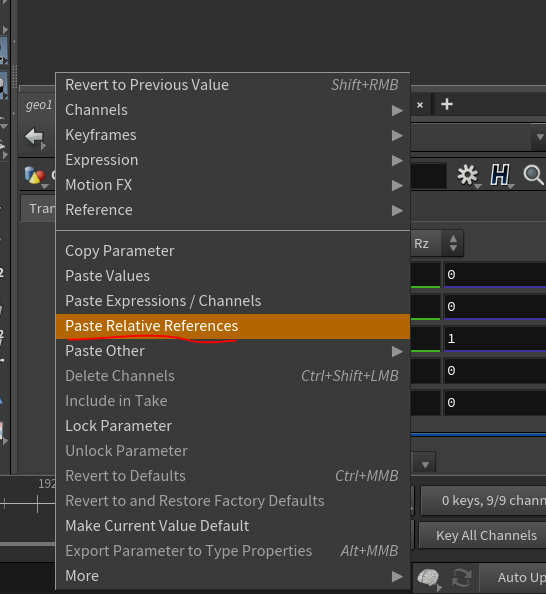 geo1
Revert to Previous Value Shift+RMB
Channels
Keyframes
Expression
Motion FX
Reference
Tran
Copy Parameter
Rz
Paste Values
0
Paste Expressions / Channels
0
Paste Relative References
1
Paste Other
0
Delete Channels Ctrl+Shift+LMB
Include in Take
0
Lock Parameter
Unlock Parameter
Revert to Defaults Ctrl+MMB
192
Revert to and Restore Factory Defaults
0 keys, 9/9 chann
Make Current Value Default
Key All Channels
Export Parameter to Type Properties Alt+MMB
More
Auto Up